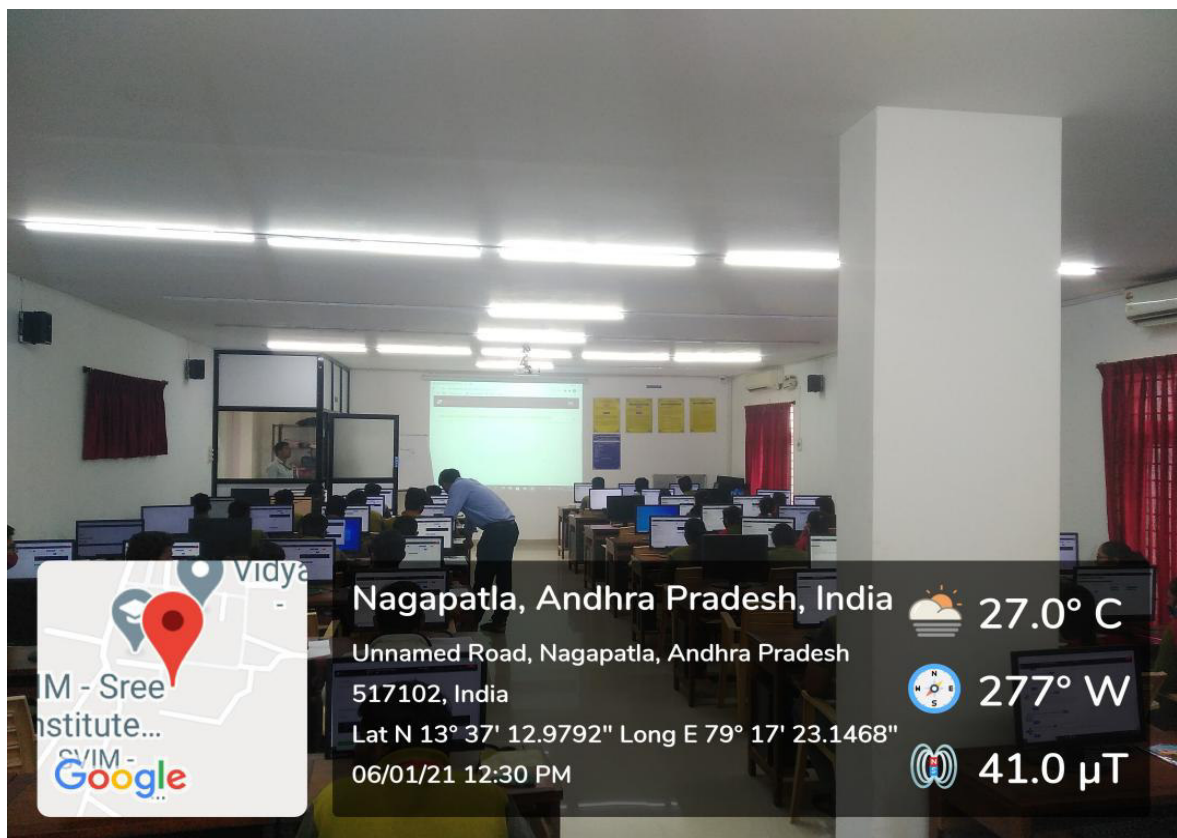 Vidya
-
IM - Sree
nstitute...
SVIM -
Google
Nagapatla, Andhra Pradesh, India
Unnamed Road, Nagapatla, Andhra Pradesh
517102, India
Lat N 13° 37' 12.9792" Long E 79° 17' 23.1468"
06/01/21 12:30 PM
27.0° C
277° W
41.0 µT